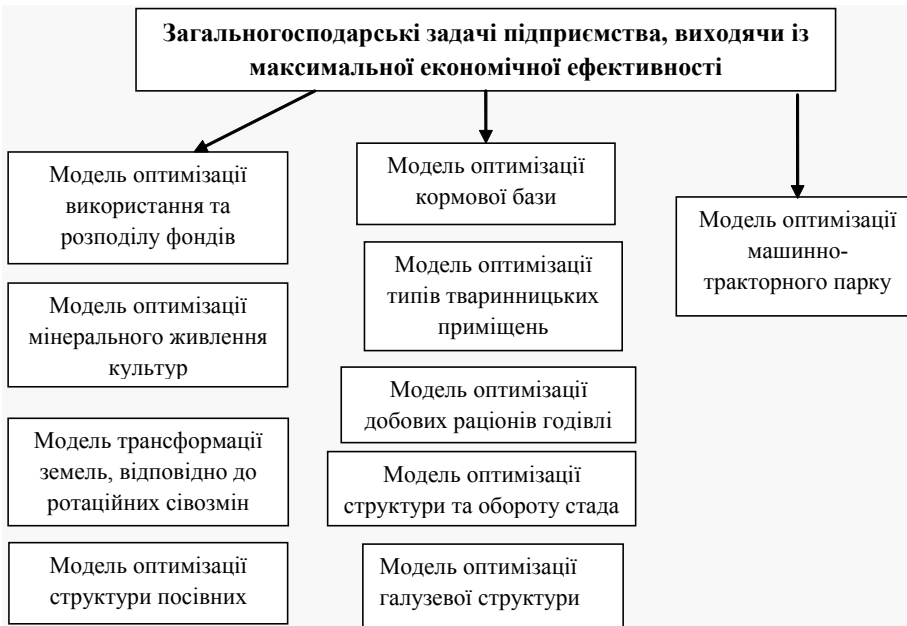 Загальногосподарські задачі підприємства, виходячи із
максимальної економічної ефективності
Модель оптимізації
використання та
розподілу фондів
Модель оптимізації
мінерального живлення
культур
Модель трансформації
земель, відповідно до
ротаційних сівозмін
Модель оптимізації
структури посівних
Модель оптимізації
кормової бази
Модель оптимізації
типів тваринницьких
приміщень
Модель оптимізації
добових раціонів годівлі
Модель оптимізації
структури та обороту стада
Модель оптимізації
галузевої структури
Модель оптимізації
машинно-
тракторного парку